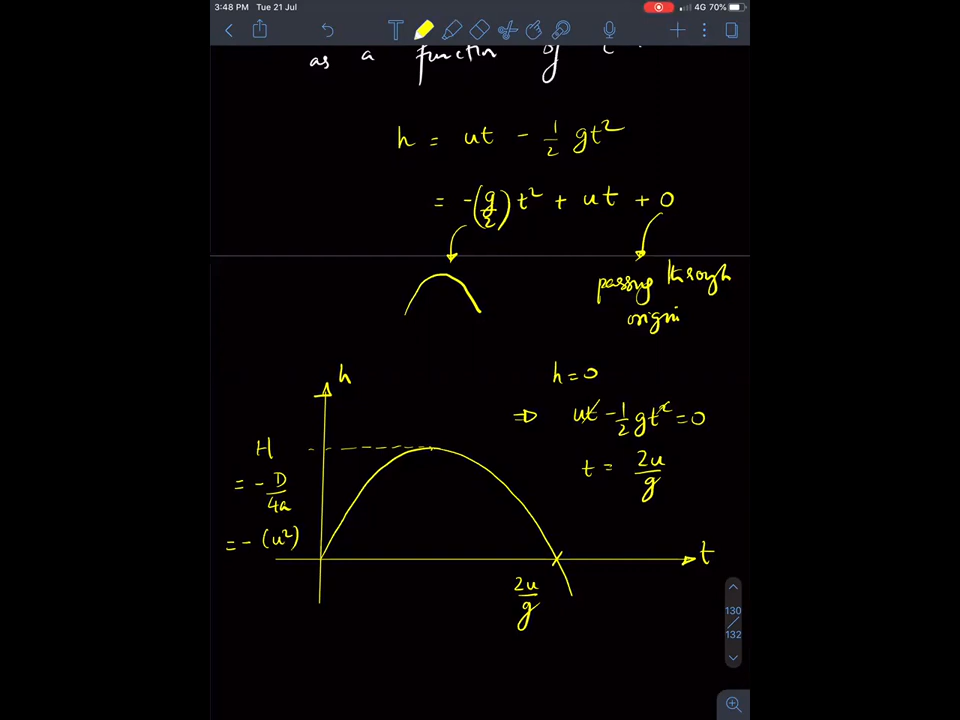 3:48 PM Tue 21 Jul
4G 70%
T
as a function of t
h = ut - 1/2 gt²
= -(g/2) t² + ut + 0
passing through
origin
h
h = 0
⇒ ut - 1/2 gt² = 0
t = 2u/g
H
= - D/4a
= - (u²)
t
2u/g
130
132